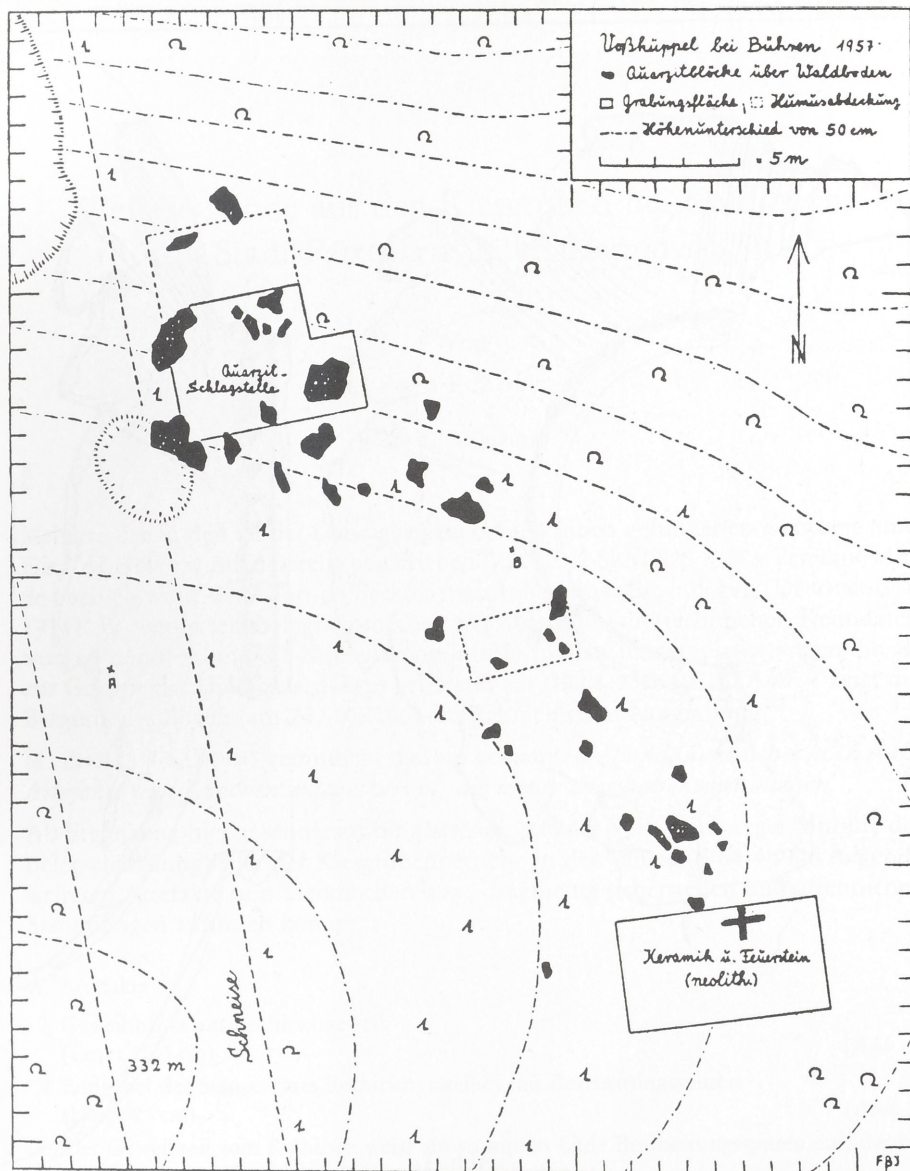 Voßhüppel bei Bühren 1957.
Quarzitblöcke über Waldboden
Grabungsfläche, Humusabdeckung
Höhenunterschied von 50 cm
= 5 m
N
Quarzit-
Schlagstelle
Keramik u. Feuerstein
(neolith.)
Schneise
332 m